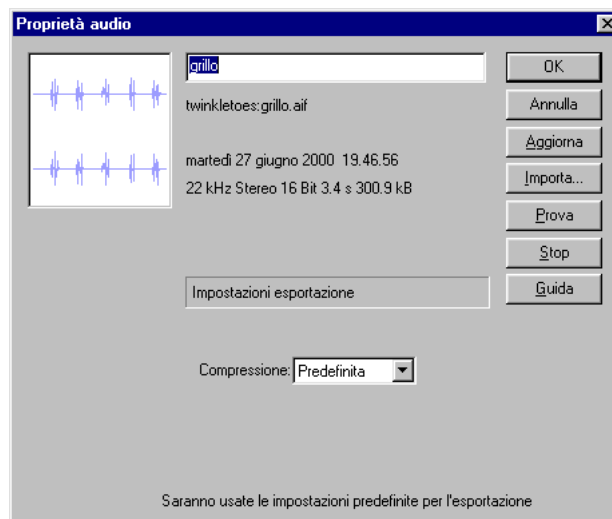 Proprietà audio
grillo
twinkletoes:grillo.aif
martedì 27 giugno 2000 19.46.56
22 kHz Stereo 16 Bit 3.4 s 300.9 kB
OK
Annulla
Aggiorna
Importa...
Prova
Stop
Guida
Impostazioni esportazione
Compressione: Predefinita
Saranno usate le impostazioni predefinite per l'esportazione